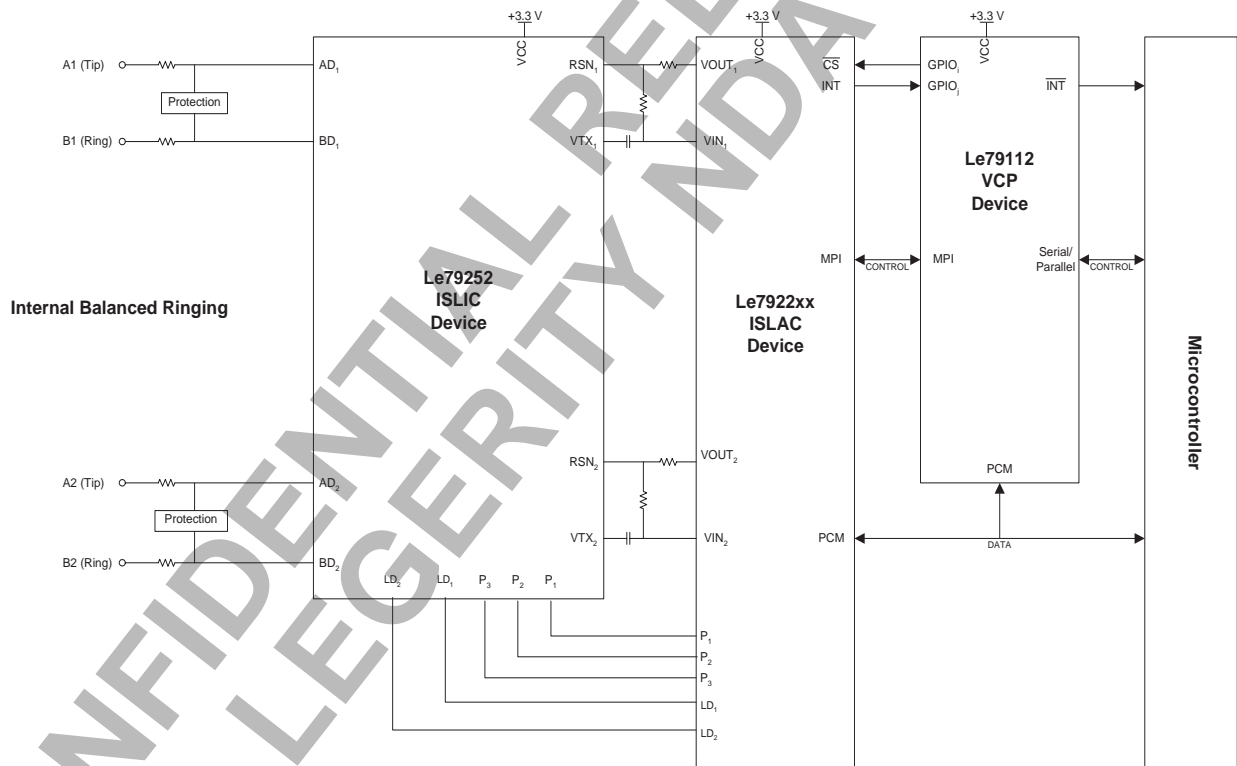 +3.3 V
+3.3 V
+3.3 V
VCC
VCC
VCC
A1 (Tip)
AD1
RSN1
VOUT1
CS
GPIOi
INT
GPIOj
INT
Protection
B1 (Ring)
BD1
VTX1
VIN1
Le79112
VCP
Device
MPI
CONTROL
MPI
Serial/
Parallel
CONTROL
Le79252
ISLIC
Device
Internal Balanced Ringing
Le7922xx
ISLAC
Device
Microcontroller
A2 (Tip)
AD2
RSN2
VOUT2
PCM
Protection
B2 (Ring)
BD2
VTX2
VIN2
PCM
DATA
LD2
LD1
P3
P2
P1
P1
P2
P3
LD1
LD2
NFIDENTIAL
LEGERITY NDA